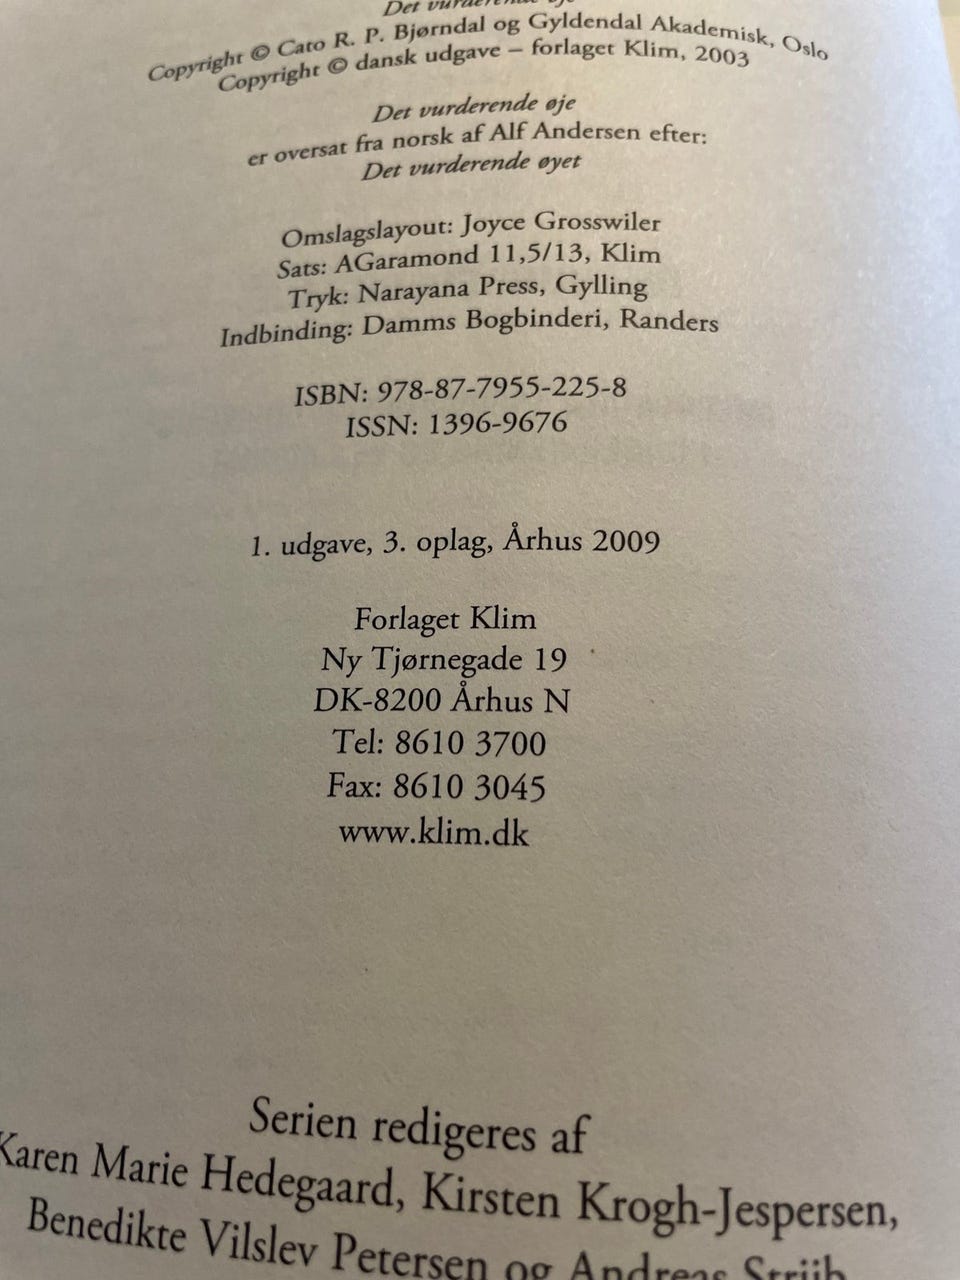 Det vurderende øje
Copyright © Cato R. P. Bjørndal og Gyldendal Akademisk, Oslo
Copyright © dansk udgave – forlaget Klim, 2003
Det vurderende øje
er oversat fra norsk af Alf Andersen efter:
Det vurderende øyet
Omslagslayout: Joyce Grosswiler
Sats: AGaramond 11,5/13, Klim
Tryk: Narayana Press, Gylling
Indbinding: Damms Bogbinderi, Randers
ISBN: 978-87-7955-225-8
ISSN: 1396-9676
1. udgave, 3. oplag, Århus 2009
Forlaget Klim
Ny Tjørnegade 19
DK-8200 Århus N
Tel: 8610 3700
Fax: 8610 3045
www.klim.dk
Serien redigeres af
Karen Marie Hedegaard, Kirsten Krogh-Jespersen,
Benedikte Vilslev Petersen og Andreas